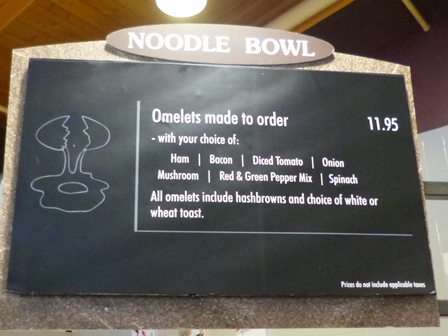 NOODLE BOWL
Omelets made to order 11.95
- with your choice of:
Ham | Bacon | Diced Tomato | Onion
Mushroom | Red & Green Pepper Mix | Spinach
All omelets include hashbrowns and choice of white or
wheat toast.
Prices do not include applicable taxes